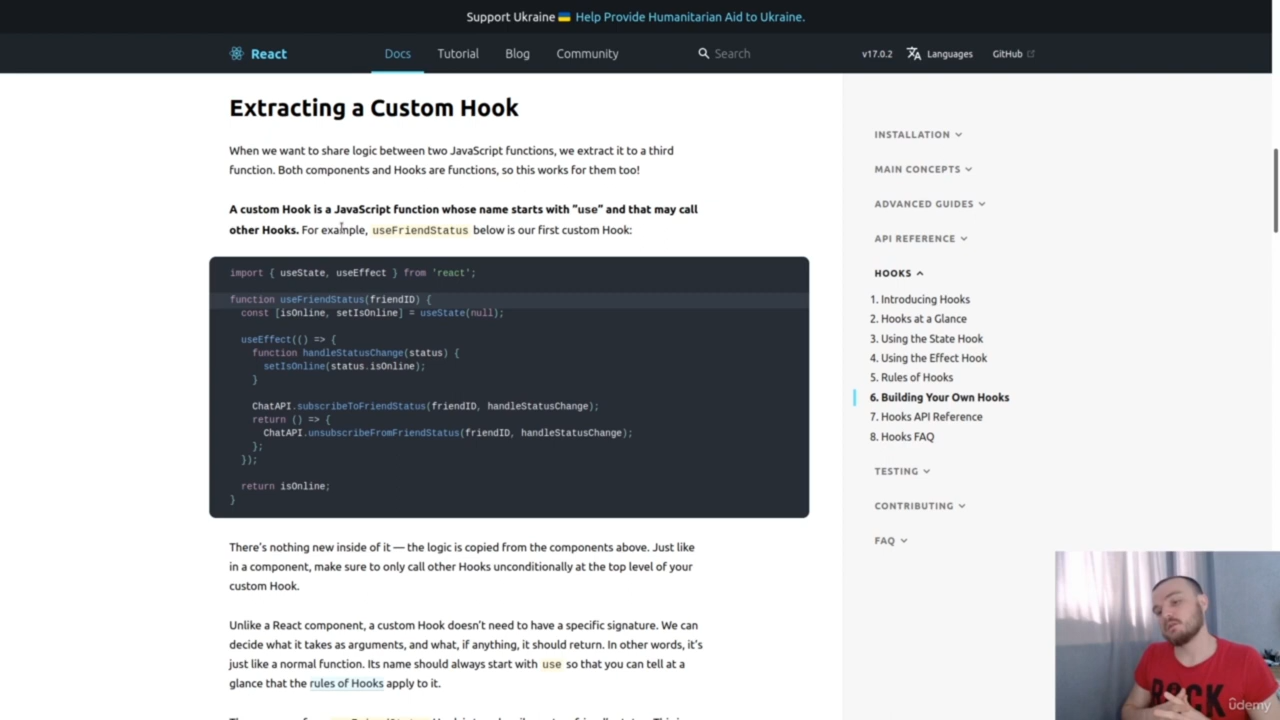 Support Ukraine 🇺🇦 Help Provide Humanitarian Aid to Ukraine.
React
Docs
Tutorial
Blog
Community
Search
v17.0.2
Languages
GitHub
Extracting a Custom Hook
When we want to share logic between two JavaScript functions, we extract it to a third
function. Both components and Hooks are functions, so this works for them too!
A custom Hook is a JavaScript function whose name starts with ”use” and that may call
other Hooks. For example, useFriendStatus below is our first custom Hook:
import { useState, useEffect } from 'react';
function useFriendStatus(friendID) {
const [isOnline, setIsOnline] = useState(null);
useEffect(() => {
function handleStatusChange(status) {
setIsOnline(status.isOnline);
}
ChatAPI.subscribeToFriendStatus(friendID, handleStatusChange);
return () => {
ChatAPI.unsubscribeFromFriendStatus(friendID, handleStatusChange);
};
});
return isOnline;
}
There’s nothing new inside of it — the logic is copied from the components above. Just like
in a component, make sure to only call other Hooks unconditionally at the top level of your
custom Hook.
Unlike a React component, a custom Hook doesn’t need to have a specific signature. We can
decide what it takes as arguments, and what, if anything, it should return. In other words, it’s
just like a normal function. Its name should always start with use so that you can tell at a
glance that the rules of Hooks apply to it.
INSTALLATION
MAIN CONCEPTS
ADVANCED GUIDES
API REFERENCE
HOOKS
1. Introducing Hooks
2. Hooks at a Glance
3. Using the State Hook
4. Using the Effect Hook
5. Rules of Hooks
6. Building Your Own Hooks
7. Hooks API Reference
8. Hooks FAQ
TESTING
CONTRIBUTING
FAQ
ROCK
ûdemy